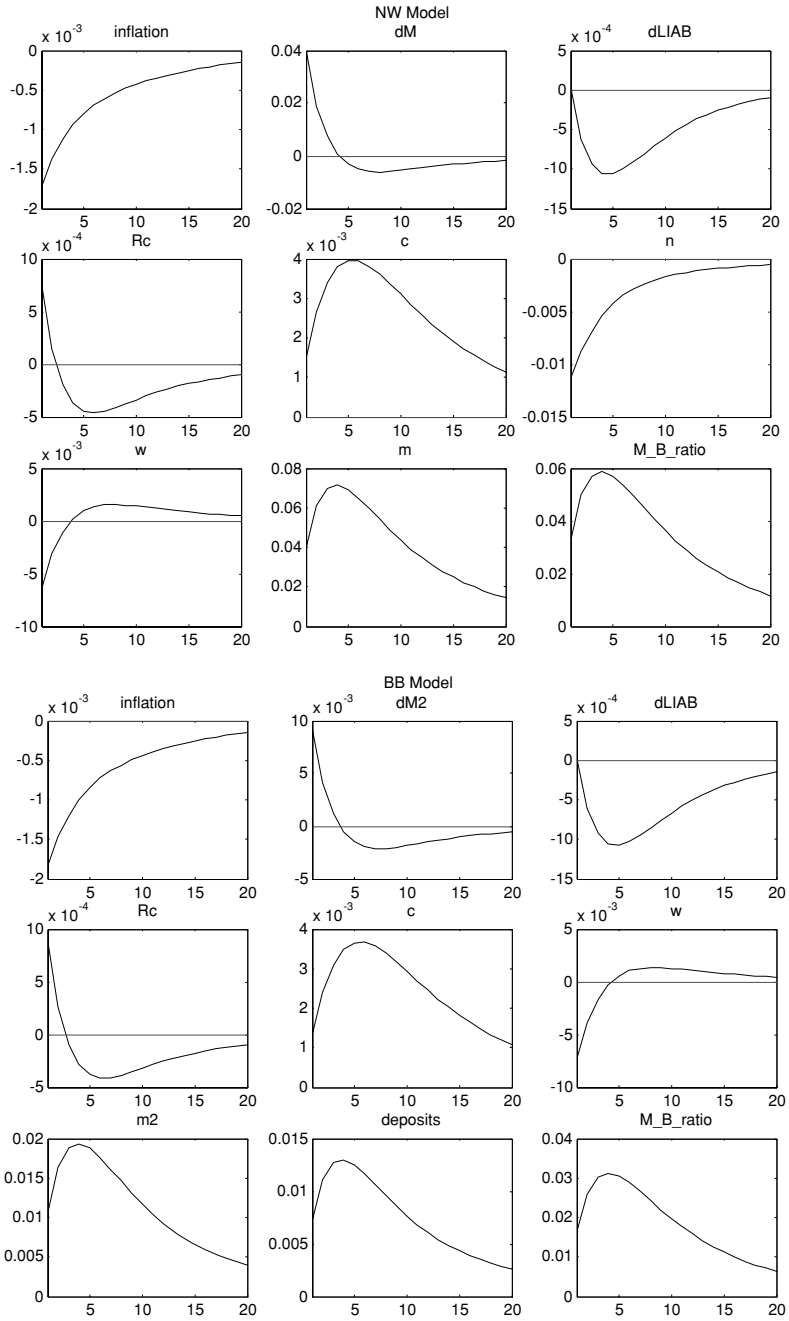 NW Model
inflation dM dLIAB
x 10-3 x 10-4
0 0.04 5
-0.5 0.02 0
-1 0 -5
-1.5 -10
-2 -0.02 -15
5 10 15 20 5 10 15 20 5 10 15 20
Rc c n
x 10-4 x 10-3
10 4 0
5 3 -0.005
0 2 -0.01
1
-5 0 -0.015
5 10 15 20 5 10 15 20 5 10 15 20
w m M_B_ratio
x 10-3
5 0.08 0.06
0 0.06 0.04
-5 0.04 0.02
0.02
-10 0 0
5 10 15 20 5 10 15 20 5 10 15 20
BB Model
inflation dM2 dLIAB
x 10-3 x 10-3 x 10-4
0 10 5
-0.5 5 0
-1 0 -5
-1.5 -10
-2 -5 -15
5 10 15 20 5 10 15 20 5 10 15 20
Rc c w
x 10-4 x 10-3 x 10-3
10 4 5
5 3 0
0 2 -5
1
-5 0 -10
5 10 15 20 5 10 15 20 5 10 15 20
m2 deposits M_B_ratio
0.02 0.015 0.04
0.015 0.01 0.03
0.01 0.005 0.02
0.005 0.01
0 0 0
5 10 15 20 5 10 15 20 5 10 15 20